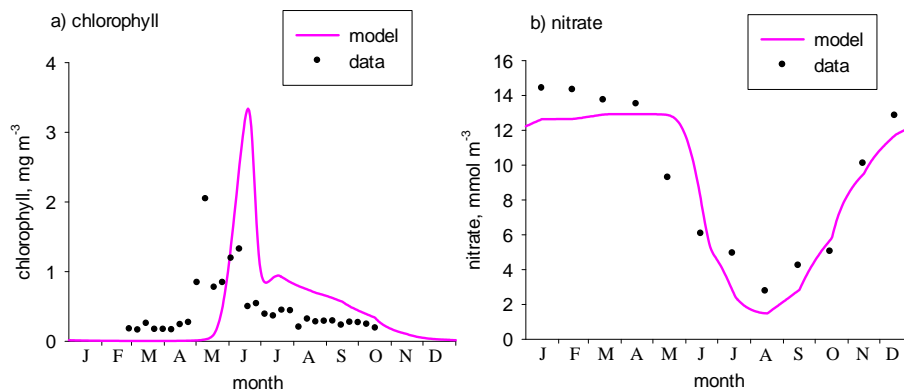 a) chlorophyll
model
data
4
3
2
1
0
chlorophyll, mg m-3
J F M A M J J A S O N D
month
b) nitrate
model
data
16
14
12
10
8
6
4
2
0
nitrate, mmol m-3
J F M A M J J A S O N D
month